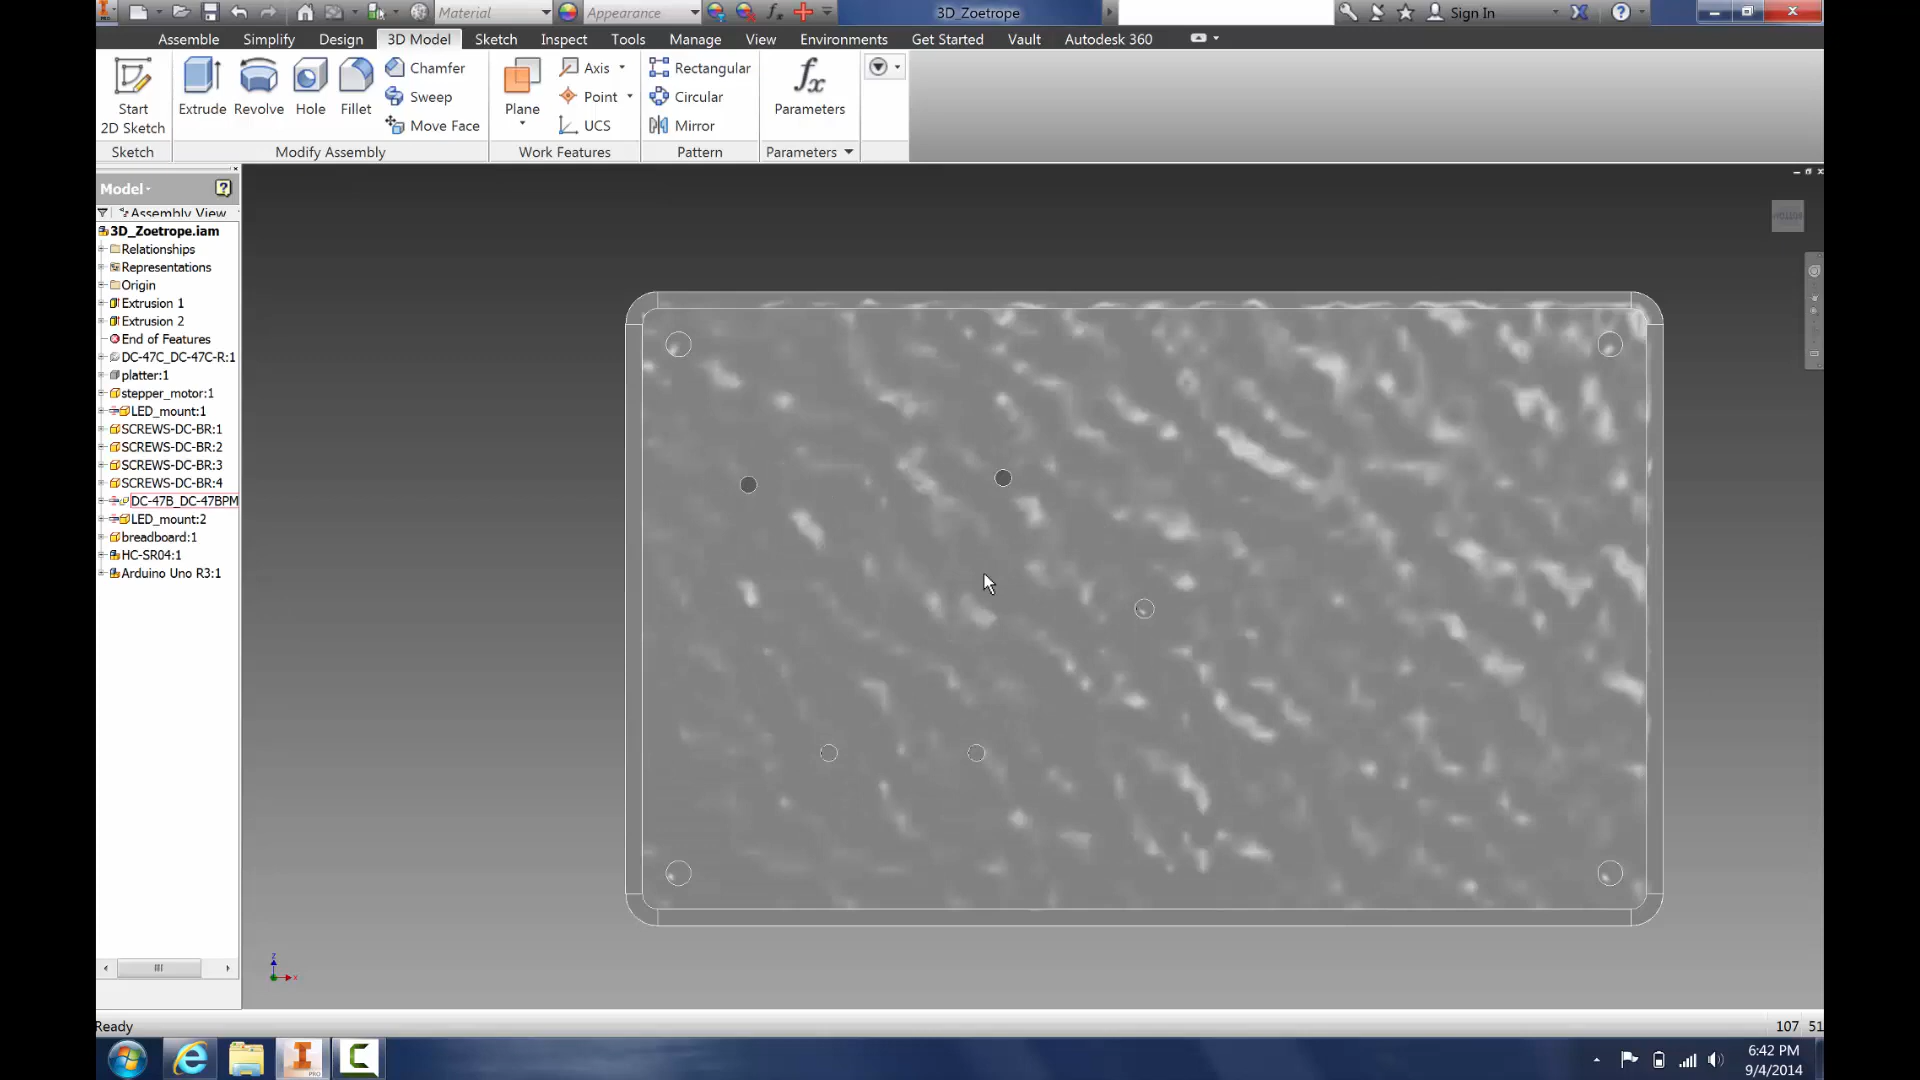 Material
Appearance
3D_Zoetrope
Sign In
Assemble Simplify Design 3D Model Sketch Inspect Tools Manage View Environments Get Started Vault Autodesk 360
Start
2D Sketch
Extrude Revolve Hole Fillet
Chamfer
Sweep
Move Face
Plane
Axis
Point
UCS
Rectangular
Circular
Mirror
fx
Parameters
Sketch Modify Assembly Work Features Pattern Parameters
Model
Assembly View
3D_Zoetrope.iam
Relationships
Representations
Origin
Extrusion 1
Extrusion 2
End of Features
DC-47C_DC-47C-R:1
platter:1
stepper_motor:1
LED_mount:1
SCREWS-DC-BR:1
SCREWS-DC-BR:2
SCREWS-DC-BR:3
SCREWS-DC-BR:4
DC-47B_DC-47BPM
LED_mount:2
breadboard:1
HC-SR04:1
Arduino Uno R3:1
z
x
Ready
107 51
6:42 PM
9/4/2014